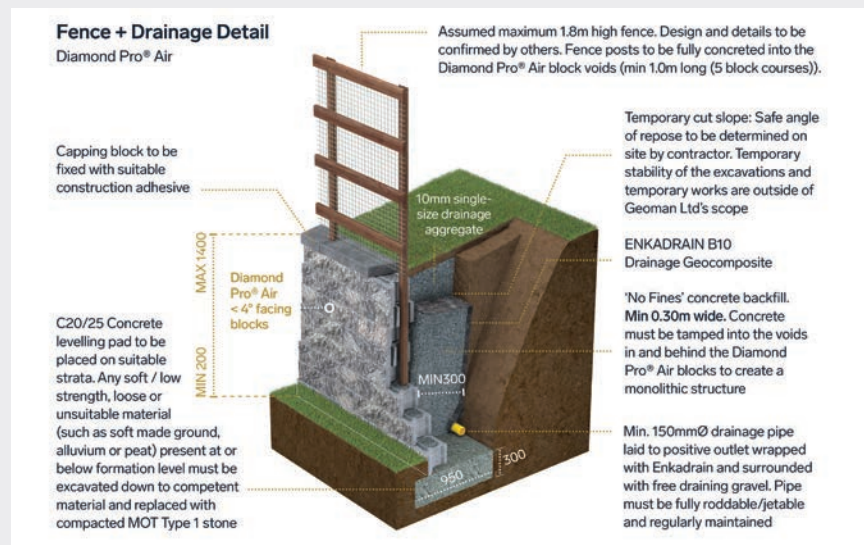 Fence + Drainage Detail
Diamond Pro® Air
Assumed maximum 1.8m high fence. Design and details to be
confirmed by others. Fence posts to be fully concreted into the
Diamond Pro® Air block voids (min 1.0m long (5 block courses)).
Temporary cut slope: Safe angle
of repose to be determined on
site by contractor. Temporary
stability of the excavations and
temporary works are outside of
Geoman Ltd's scope
Capping block to be
fixed with suitable
construction adhesive
10mm single-
size drainage
aggregate
ENKADRAIN B10
Drainage Geocomposite
MAX 1400
Diamond
Pro® Air
< 4° facing
blocks
'No Fines' concrete backfill.
Min 0.30m wide. Concrete
must be tamped into the voids
in and behind the Diamond
Pro® Air blocks to create a
monolithic structure
C20/25 Concrete
levelling pad to be
placed on suitable
strata. Any soft / low
strength, loose or
unsuitable material
(such as soft made ground,
alluvium or peat) present at or
below formation level must be
excavated down to competent
material and replaced with
compacted MOT Type 1 stone
MIN 200
MIN300
Min. 150mmØ drainage pipe
laid to positive outlet wrapped
with Enkadrain and surrounded
with free draining gravel. Pipe
must be fully roddable/jetable
and regularly maintained
300
950